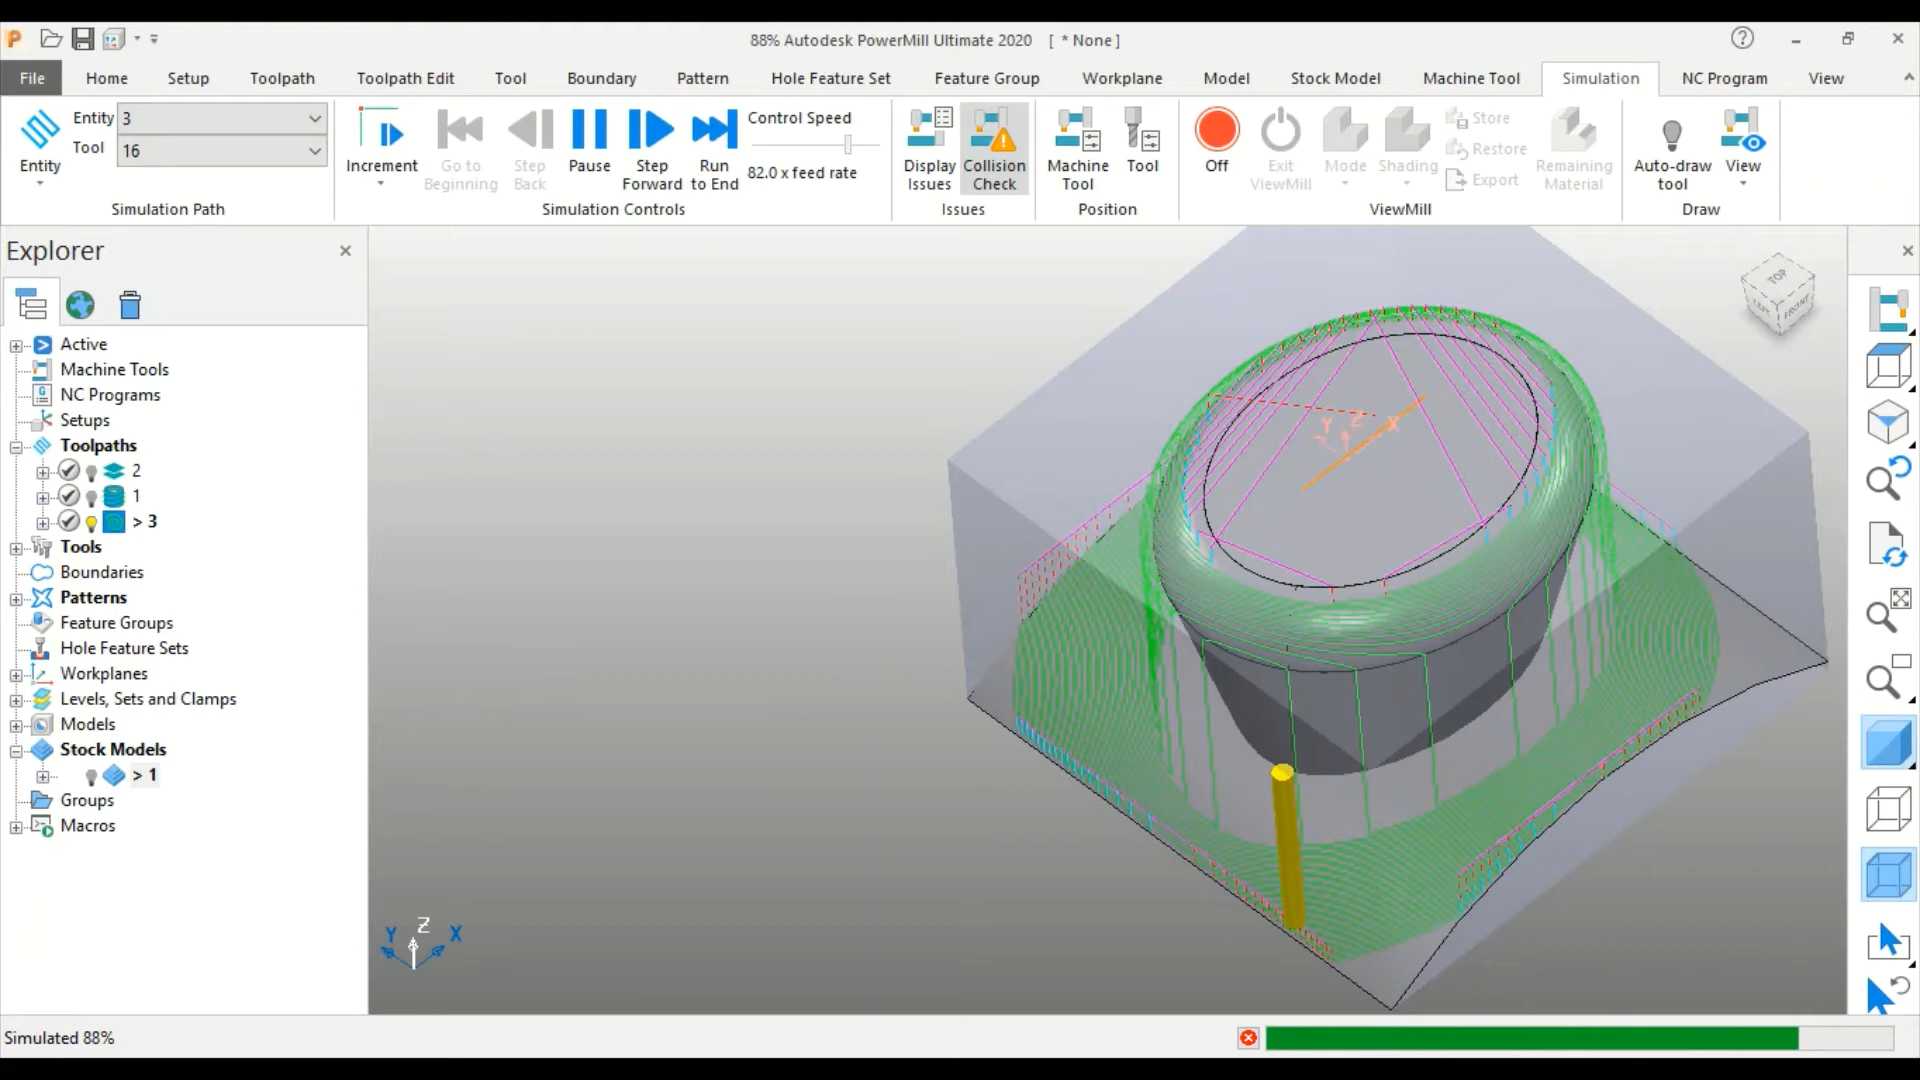 88% Autodesk PowerMill Ultimate 2020 [ * None ]
File Home Setup Toolpath Toolpath Edit Tool Boundary Pattern Hole Feature Set Feature Group Workplane Model Stock Model Machine Tool Simulation NC Program View
Entity
Entity 3
Tool 16
Simulation Path
Increment
Go to Beginning
Step Back
Pause
Step Forward
Run to End
Control Speed
82.0 x feed rate
Simulation Controls
Display Issues
Collision Check
Issues
Machine Tool
Tool
Position
Off
Exit ViewMill
Mode
Shading
Store
Restore
Export
Remaining Material
ViewMill
Auto-draw tool
View
Draw
Explorer
Active
Machine Tools
NC Programs
Setups
Toolpaths
2
1
> 3
Tools
Boundaries
Patterns
Feature Groups
Hole Feature Sets
Workplanes
Levels, Sets and Clamps
Models
Stock Models
> 1
Groups
Macros
TOP
FRONT
Y Z X
Y Z X
Simulated 88%